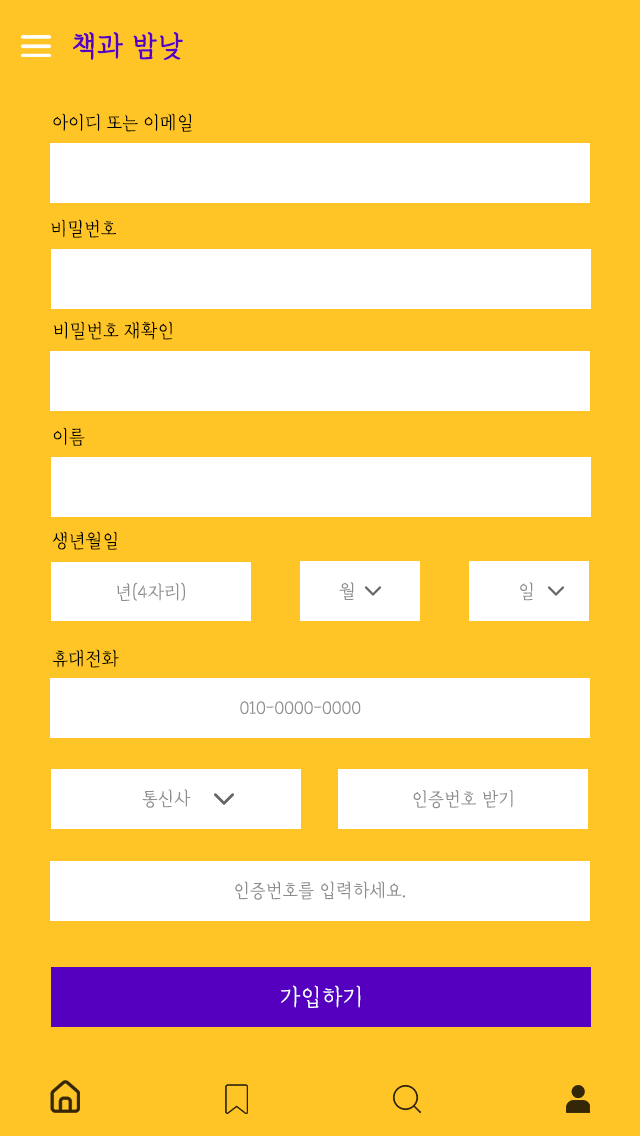 책과 밤낮
아이디 또는 이메일
비밀번호
비밀번호 재확인
이름
생년월일
년(4자리) 월 일
휴대전화
010-0000-0000
통신사 인증번호 받기
인증번호를 입력하세요.
가입하기